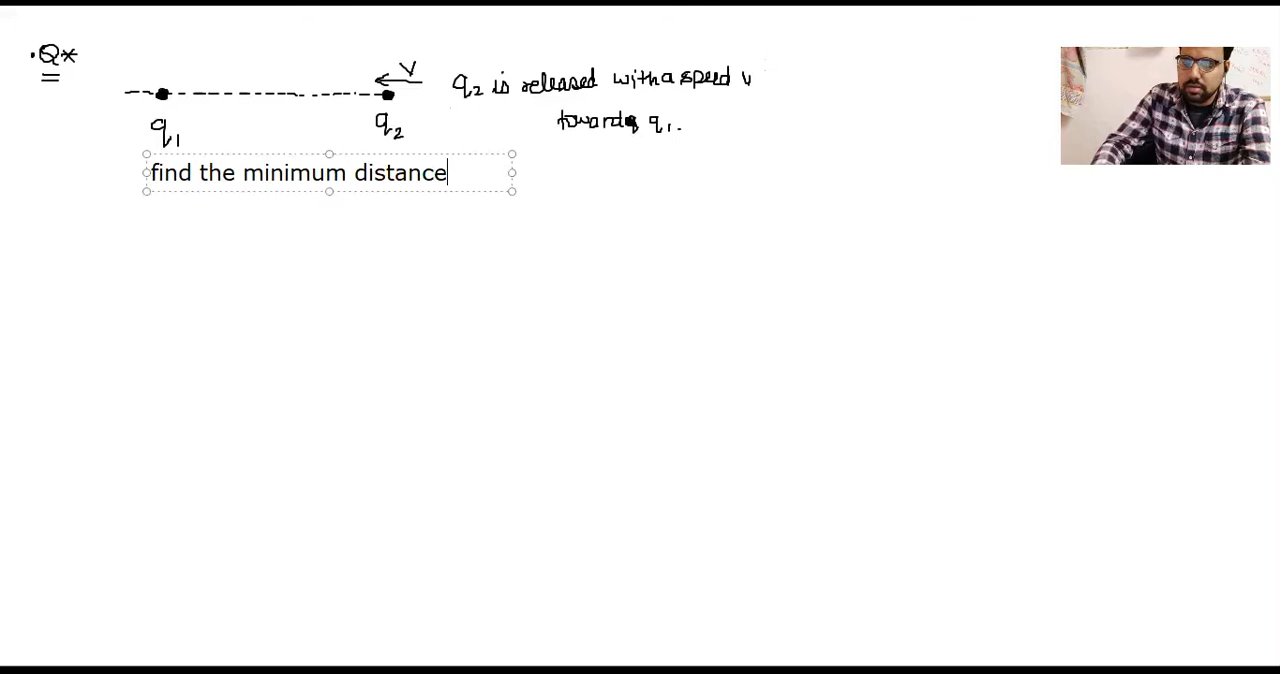 .Q*
V
q2 is released with a speed v
towards q1.
q1
q2
find the minimum distance